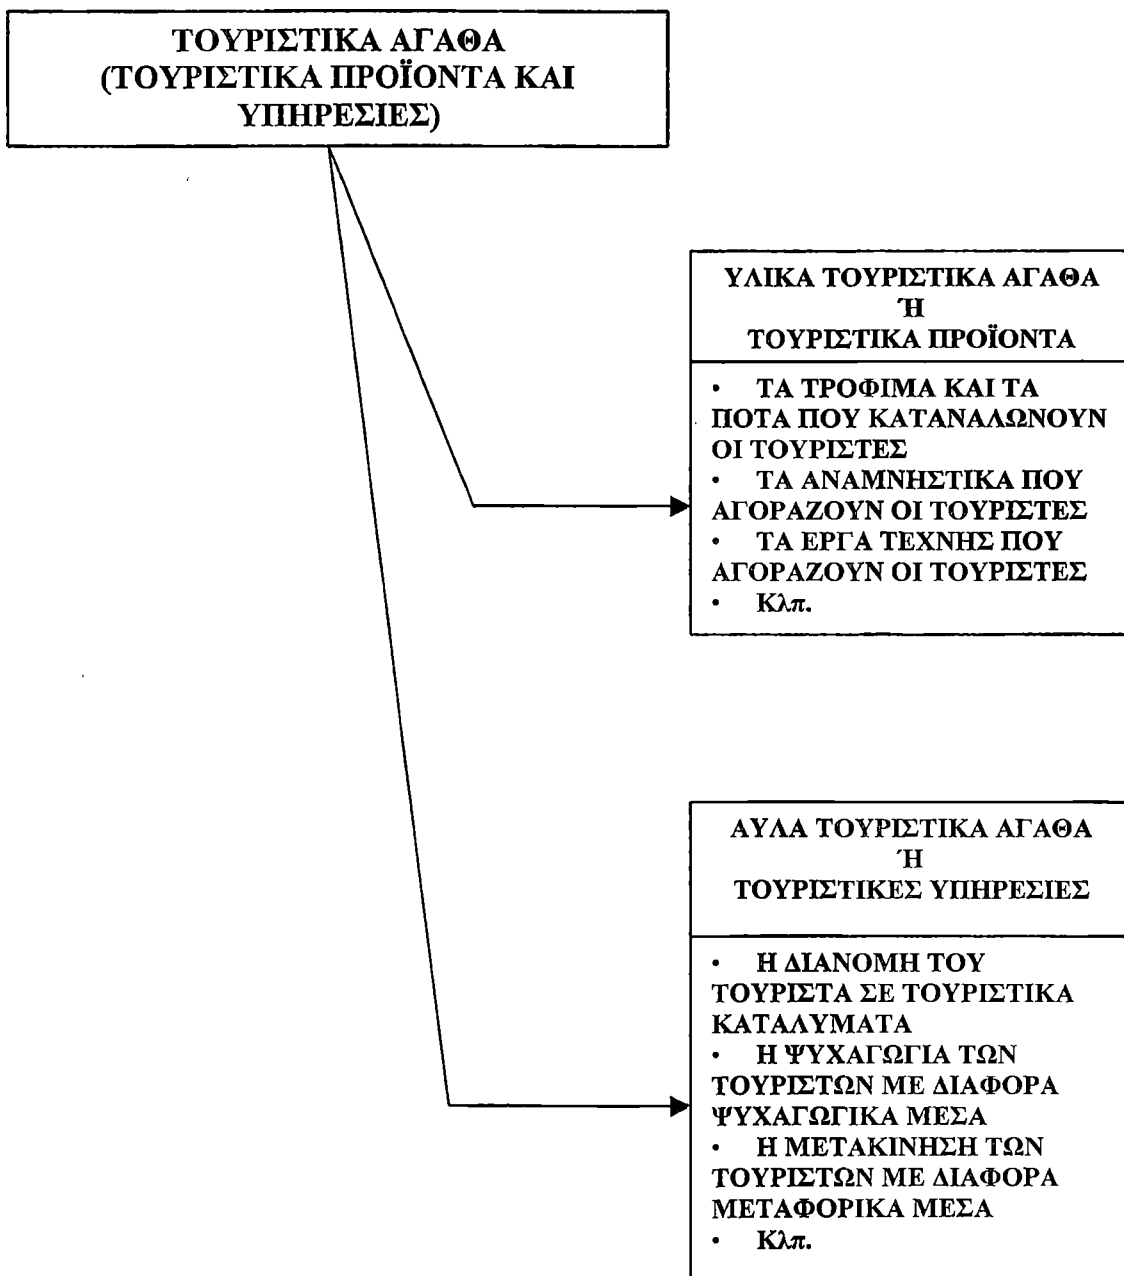 ΤΟΥΡΙΣΤΙΚΑ ΑΓΑΘΑ
(ΤΟΥΡΙΣΤΙΚΑ ΠΡΟΪΟΝΤΑ ΚΑΙ
ΥΠΗΡΕΣΙΕΣ)
ΥΛΙΚΑ ΤΟΥΡΙΣΤΙΚΑ ΑΓΑΘΑ
Ή
ΤΟΥΡΙΣΤΙΚΑ ΠΡΟΪΟΝΤΑ
• ΤΑ ΤΡΟΦΙΜΑ ΚΑΙ ΤΑ
ΠΟΤΑ ΠΟΥ ΚΑΤΑΝΑΛΩΝΟΥΝ
ΟΙ ΤΟΥΡΙΣΤΕΣ
• ΤΑ ΑΝΑΜΝΗΣΤΙΚΑ ΠΟΥ
ΑΓΟΡΑΖΟΥΝ ΟΙ ΤΟΥΡΙΣΤΕΣ
• ΤΑ ΕΡΓΑ ΤΕΧΝΗΣ ΠΟΥ
ΑΓΟΡΑΖΟΥΝ ΟΙ ΤΟΥΡΙΣΤΕΣ
• Κλπ.
ΑΥΛΑ ΤΟΥΡΙΣΤΙΚΑ ΑΓΑΘΑ
Ή
ΤΟΥΡΙΣΤΙΚΕΣ ΥΠΗΡΕΣΙΕΣ
• Η ΔΙΑΝΟΜΗ ΤΟΥ
ΤΟΥΡΙΣΤΑ ΣΕ ΤΟΥΡΙΣΤΙΚΑ
ΚΑΤΑΛΥΜΑΤΑ
• Η ΨΥΧΑΓΩΓΙΑ ΤΩΝ
ΤΟΥΡΙΣΤΩΝ ΜΕ ΔΙΑΦΟΡΑ
ΨΥΧΑΓΩΓΙΚΑ ΜΕΣΑ
• Η ΜΕΤΑΚΙΝΗΣΗ ΤΩΝ
ΤΟΥΡΙΣΤΩΝ ΜΕ ΔΙΑΦΟΡΑ
ΜΕΤΑΦΟΡΙΚΑ ΜΕΣΑ
• Κλπ.